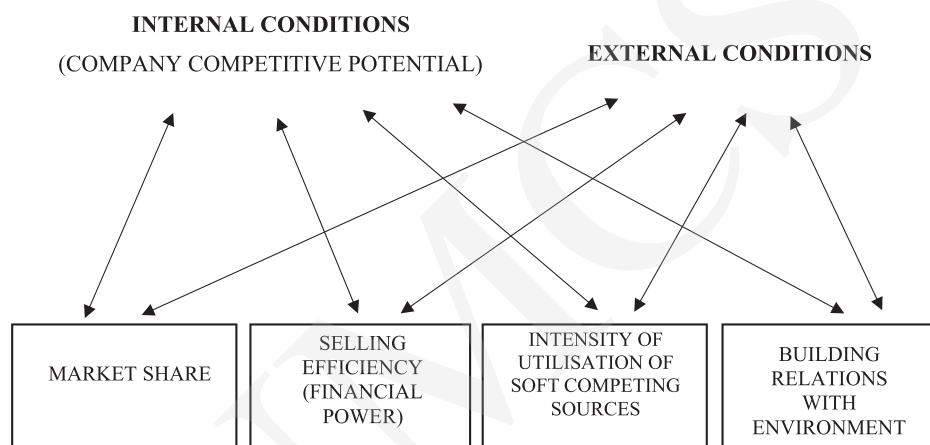 INTERNAL CONDITIONS
(COMPANY COMPETITIVE POTENTIAL)
EXTERNAL CONDITIONS
MARKET SHARE
SELLING
EFFICIENCY
(FINANCIAL
POWER)
INTENSITY OF
UTILISATION OF
SOFT COMPETING
SOURCES
BUILDING
RELATIONS
WITH
ENVIRONMENT